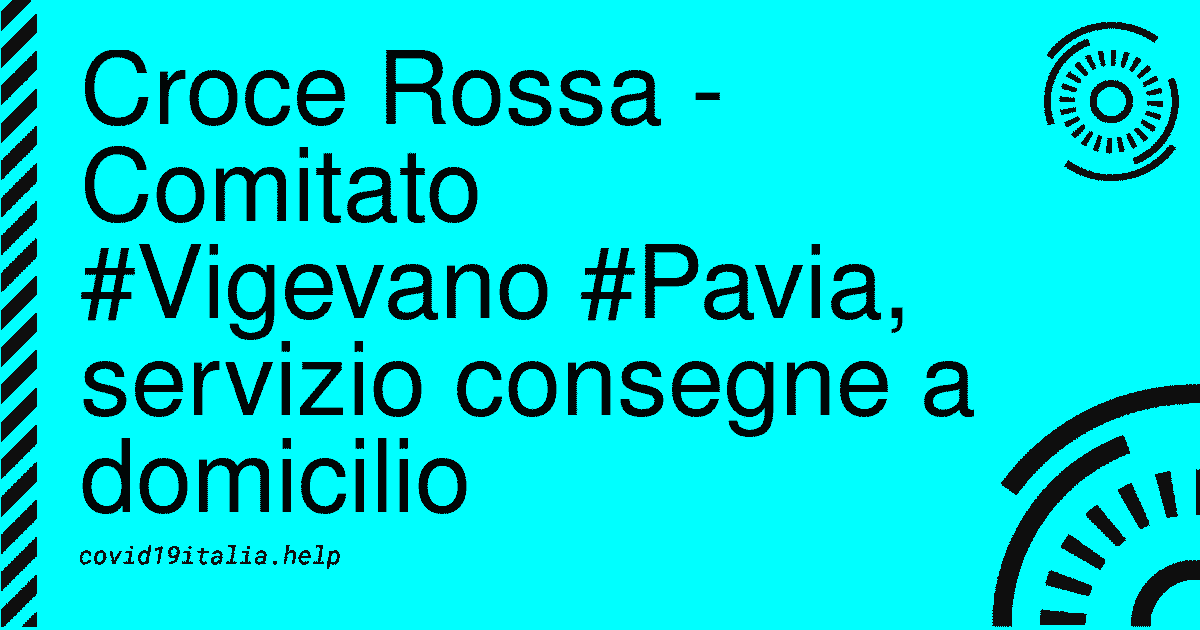 Croce Rossa -
Comitato
#Vigevano #Pavia,
servizio consegne a
domicilio
covid19italia.help